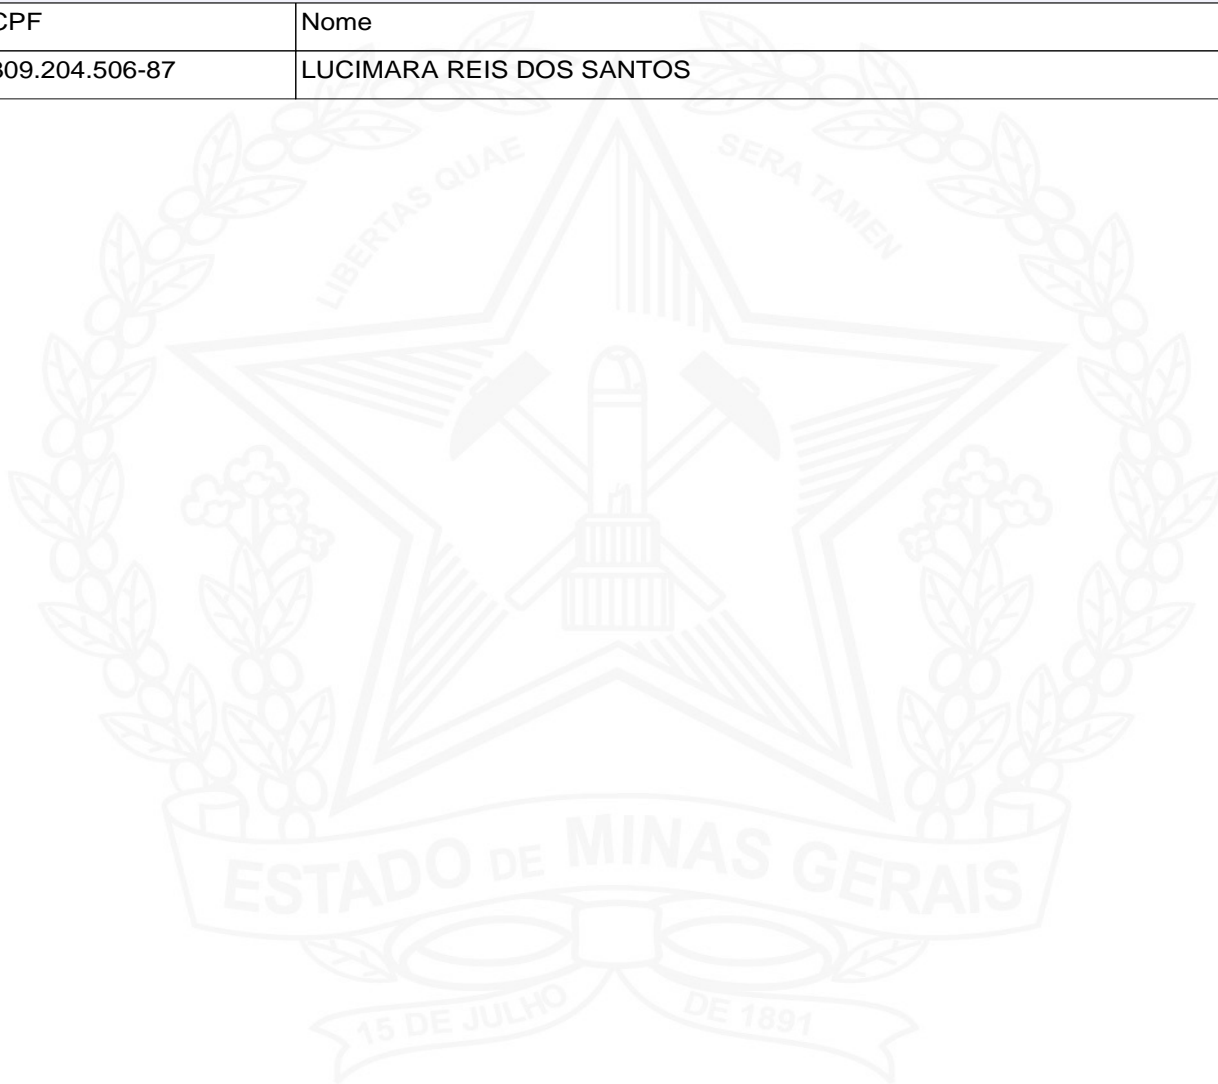 CPF Nome
809.204.506-87 LUCIMARA REIS DOS SANTOS
LIBERTAS QUAE SERA TAMEN
ESTADO DE MINAS GERAIS
15 DE JULHO DE 1891